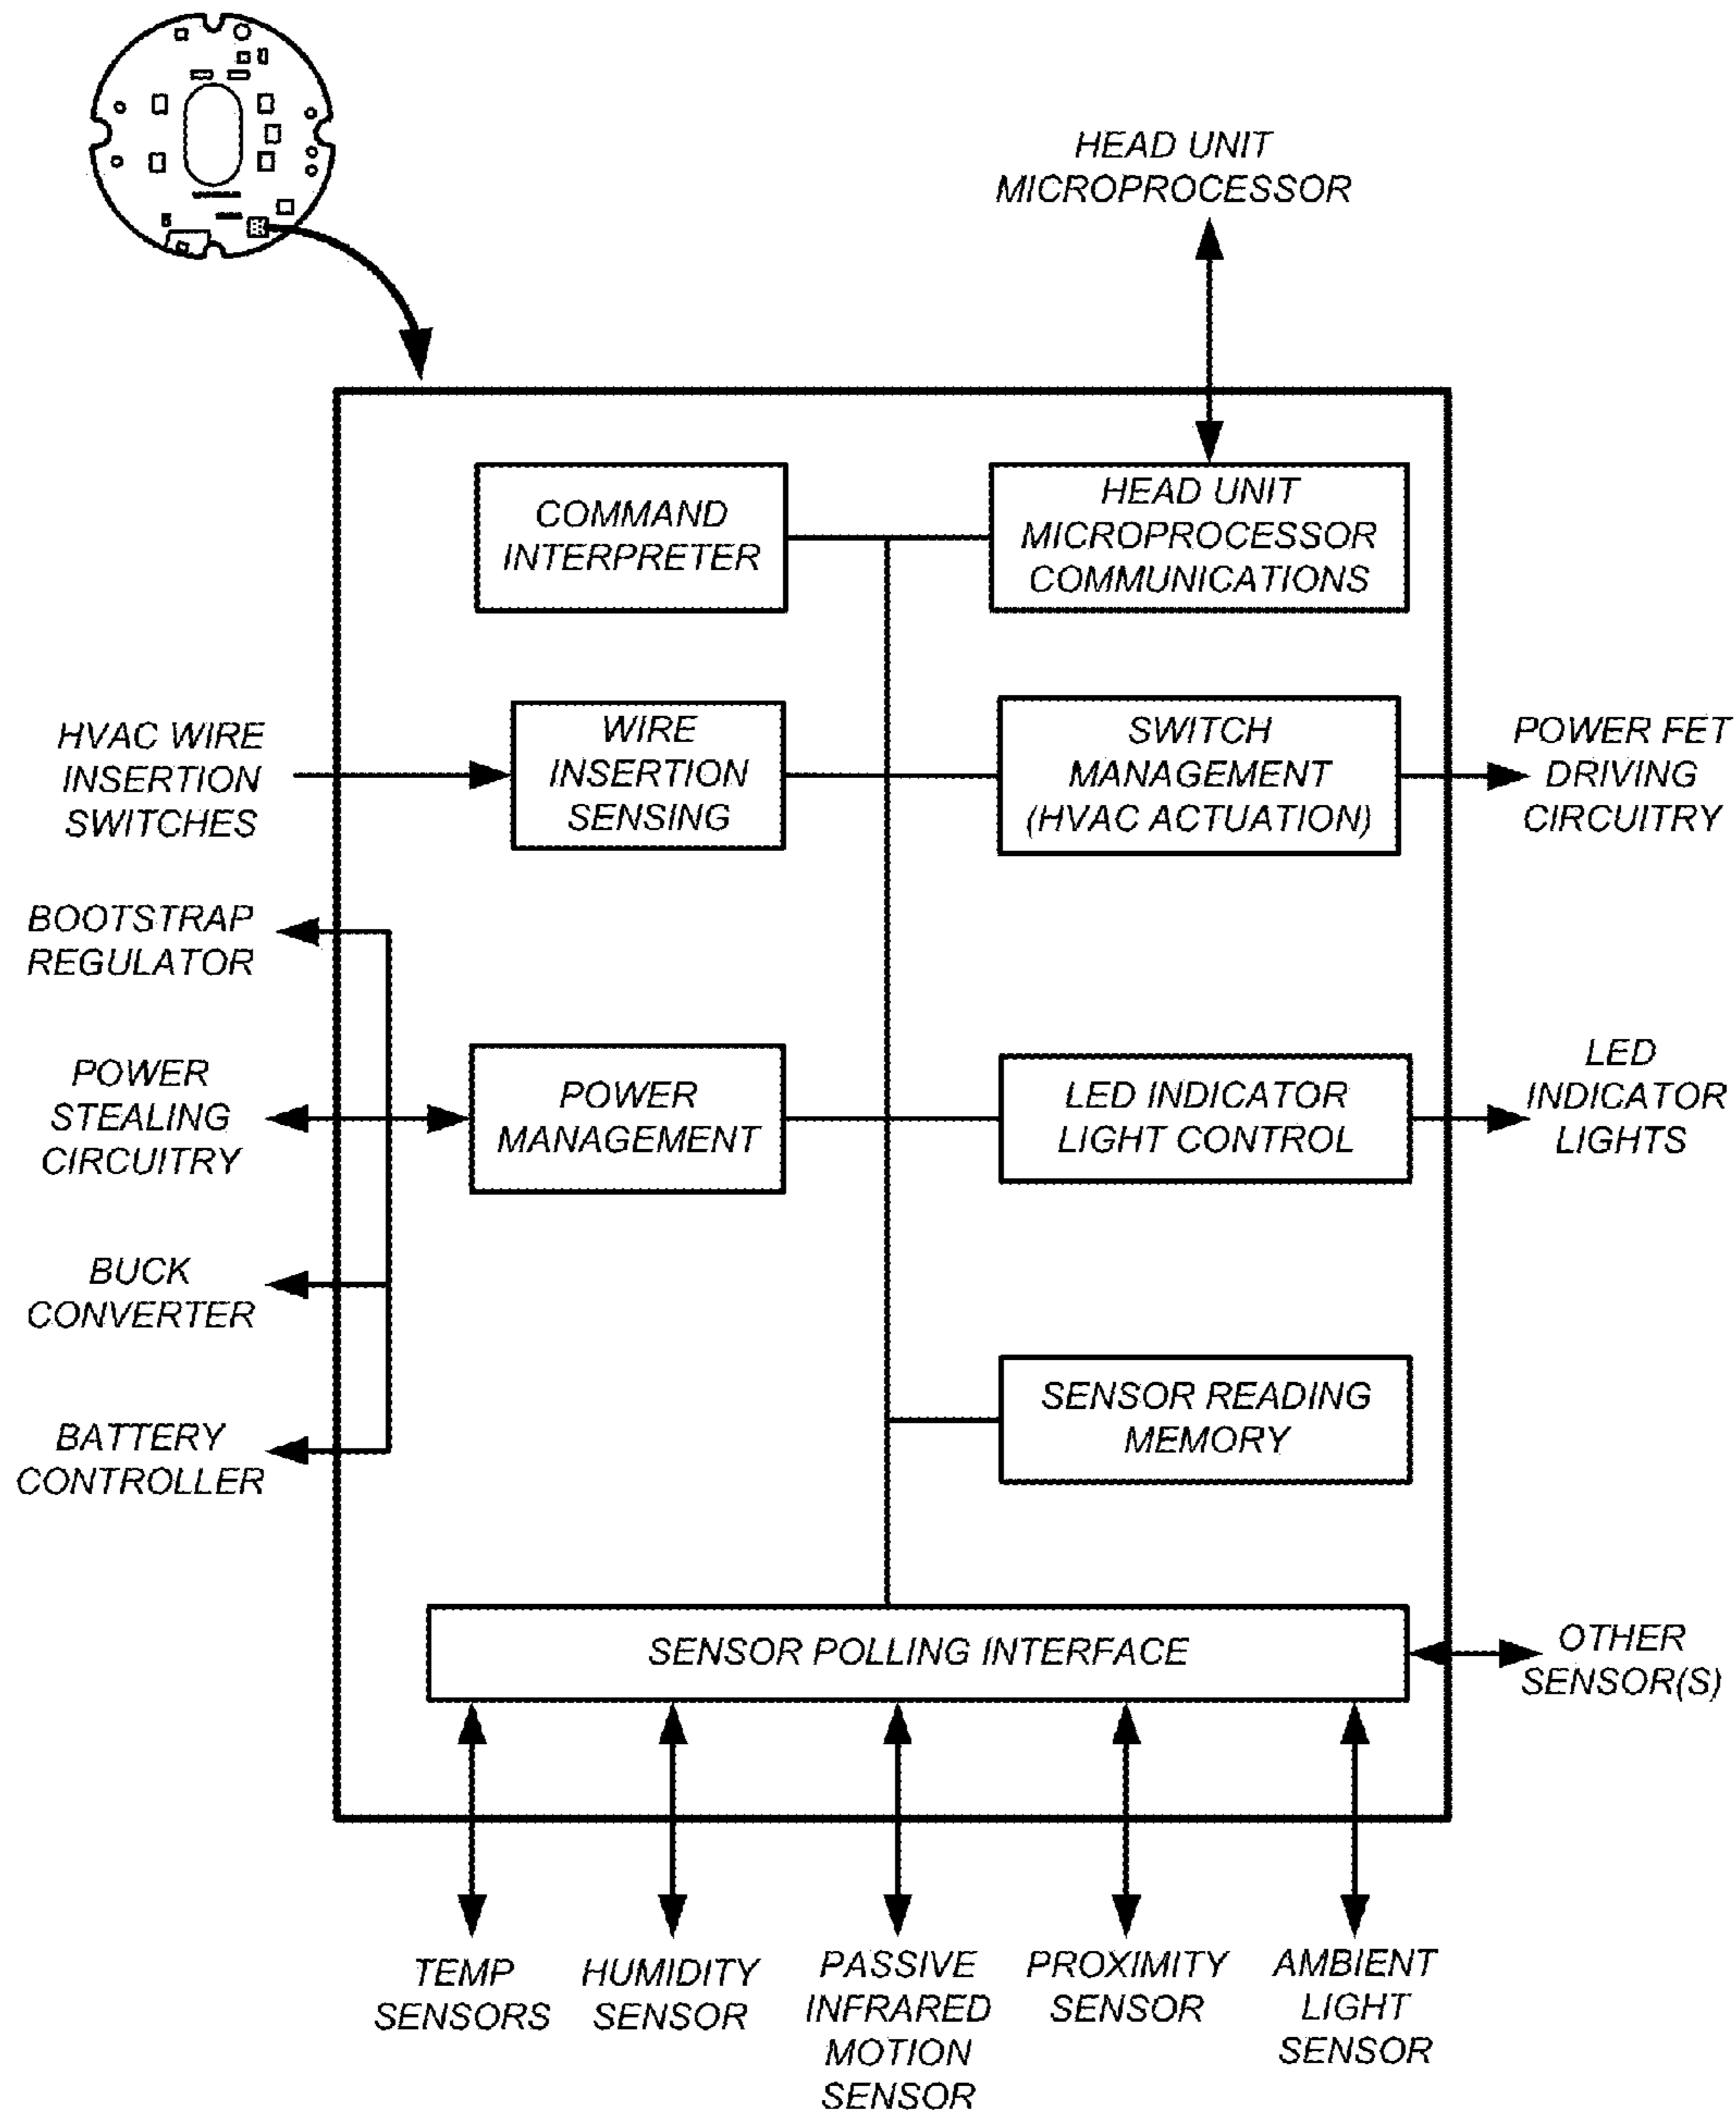 HEAD UNIT
MICROPROCESSOR
COMMAND
INTERPRETER
HEAD UNIT
MICROPROCESSOR
COMMUNICATIONS
HVAC WIRE
INSERTION
SWITCHES
WIRE
INSERTION
SENSING
SWITCH
MANAGEMENT
(HVAC ACTUATION)
POWER FET
DRIVING
CIRCUITRY
BOOTSTRAP
REGULATOR
POWER
STEALING
CIRCUITRY
POWER
MANAGEMENT
LED INDICATOR
LIGHT CONTROL
LED
INDICATOR
LIGHTS
BUCK
CONVERTER
BATTERY
CONTROLLER
SENSOR READING
MEMORY
SENSOR POLLING INTERFACE
OTHER
SENSOR(S)
TEMP
SENSORS
HUMIDITY
SENSOR
PASSIVE
INFRARED
MOTION
SENSOR
PROXIMITY
SENSOR
AMBIENT
LIGHT
SENSOR